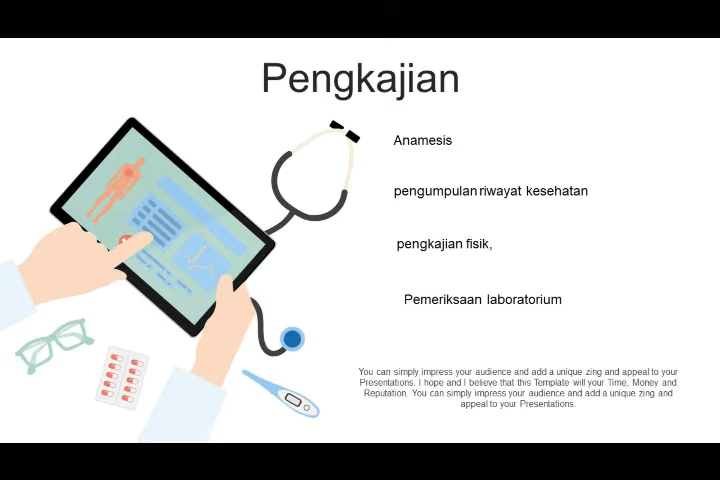 Pengkajian
Anamesis
pengumpulan riwayat kesehatan
pengkajian fisik,
Pemeriksaan laboratorium
You can simply impress your audience and add a unique zing and appeal to your
Presentations. I hope and I believe that this Template will your Time, Money and
Reputation. You can simply impress your audience and add a unique zing and
appeal to your Presentations.